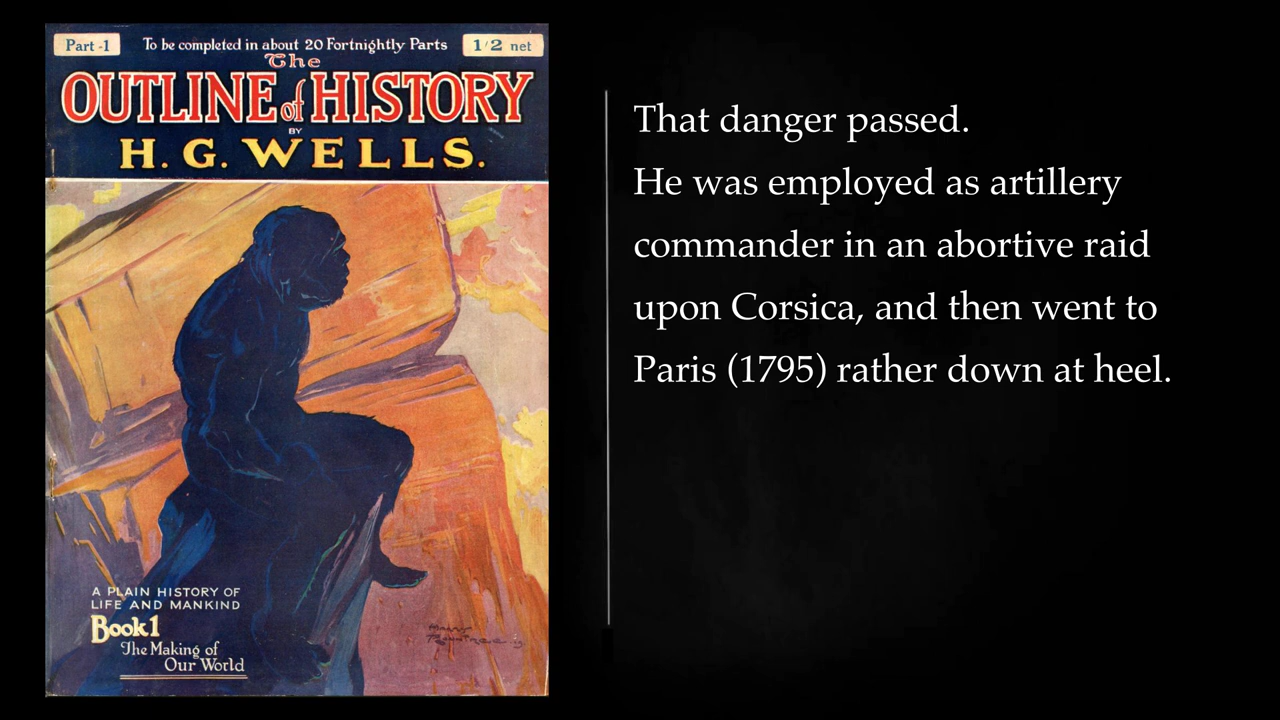 Part -1
To be completed in about 20 Fortnightly Parts
1/2 net
The
OUTLINE of HISTORY
BY
H. G. WELLS.
A PLAIN HISTORY OF
LIFE AND MANKIND
Book 1
The Making of
Our World
That danger passed.
He was employed as artillery
commander in an abortive raid
upon Corsica, and then went to
Paris (1795) rather down at heel.